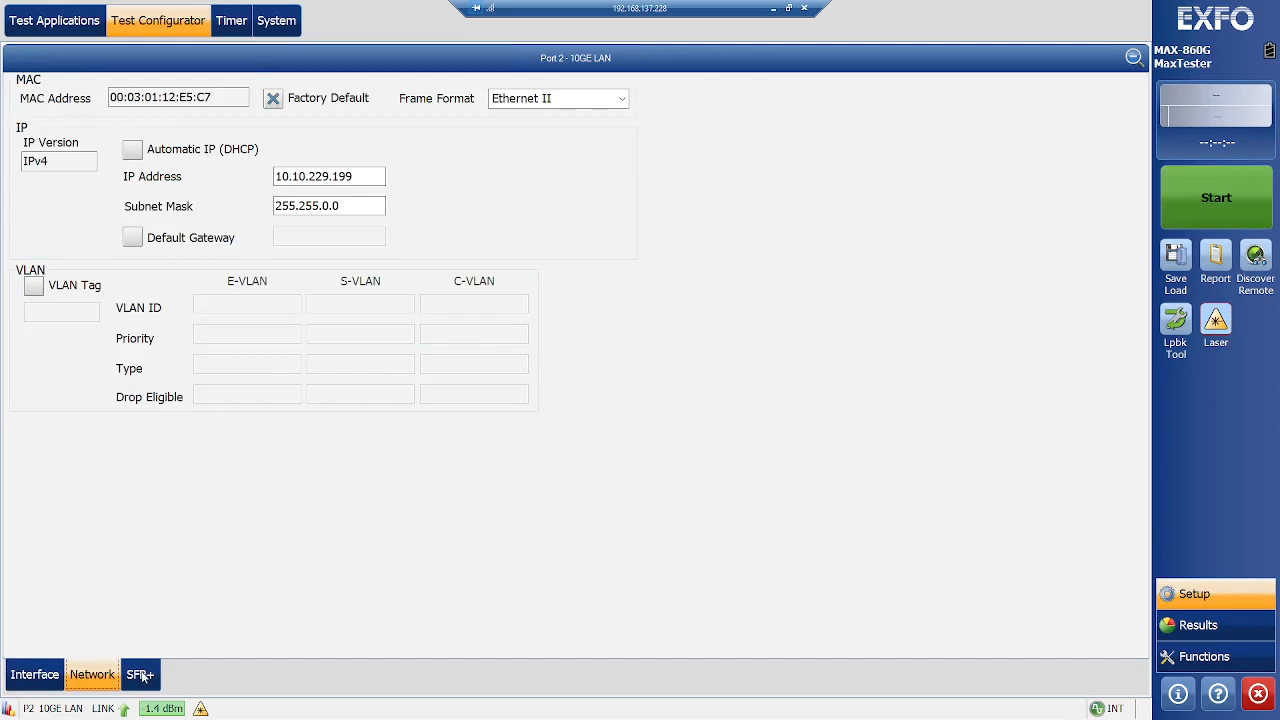 Test Applications Test Configurator Timer System
192.168.137.228
EXFO
Port 2 - 10GE LAN
MAX-860G
MaxTester
MAC
MAC Address 00:03:01:12:E5:C7 Factory Default Frame Format Ethernet II
IP
IP Version
IPv4
Automatic IP (DHCP)
IP Address 10.10.229.199
Subnet Mask 255.255.0.0
Default Gateway
VLAN
VLAN Tag
E-VLAN S-VLAN C-VLAN
VLAN ID
Priority
Type
Drop Eligible
--
--
--:--:--
Start
Save Load Report Discover Remote
Lpbk Tool Laser
Setup
Results
Functions
Interface Network SFP+
P2 10GE LAN LINK -1.4 dBm INT